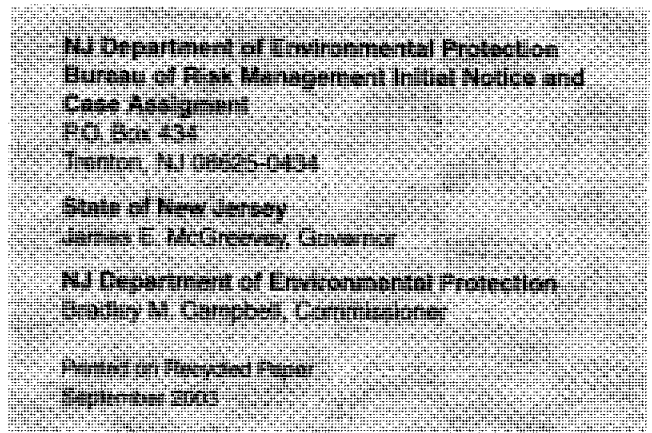 NJ Department of Environmental Protection
Bureau of Risk Management Initial Notice and
Case Assigment
P.O. Box 434
Trenton, NJ 08625-0434
State of New Jersey
James E. McGreevey, Governor
NJ Department of Environmental Protection
Bradley M. Campbell, Commissioner
Printed on Recycled Paper
September 2003